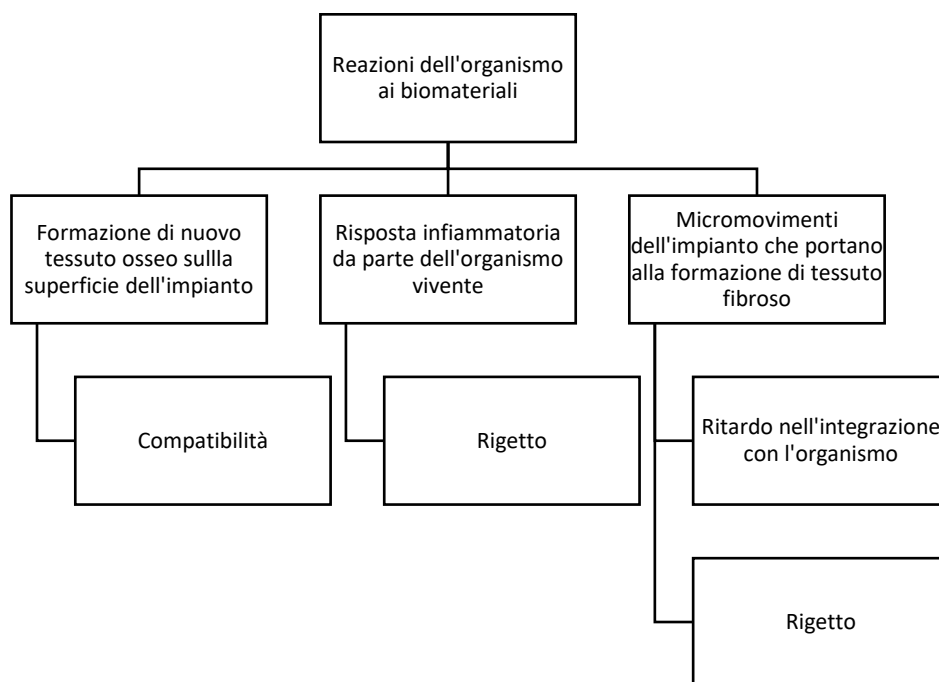 Reazioni dell'organismo
ai biomateriali
Formazione di nuovo
tessuto osseo sullla
superficie dell'impianto
Risposta infiammatoria
da parte dell'organismo
vivente
Micromovimenti
dell'impianto che portano
alla formazione di tessuto
fibroso
Compatibilità
Rigetto
Ritardo nell'integrazione
con l'organismo
Rigetto